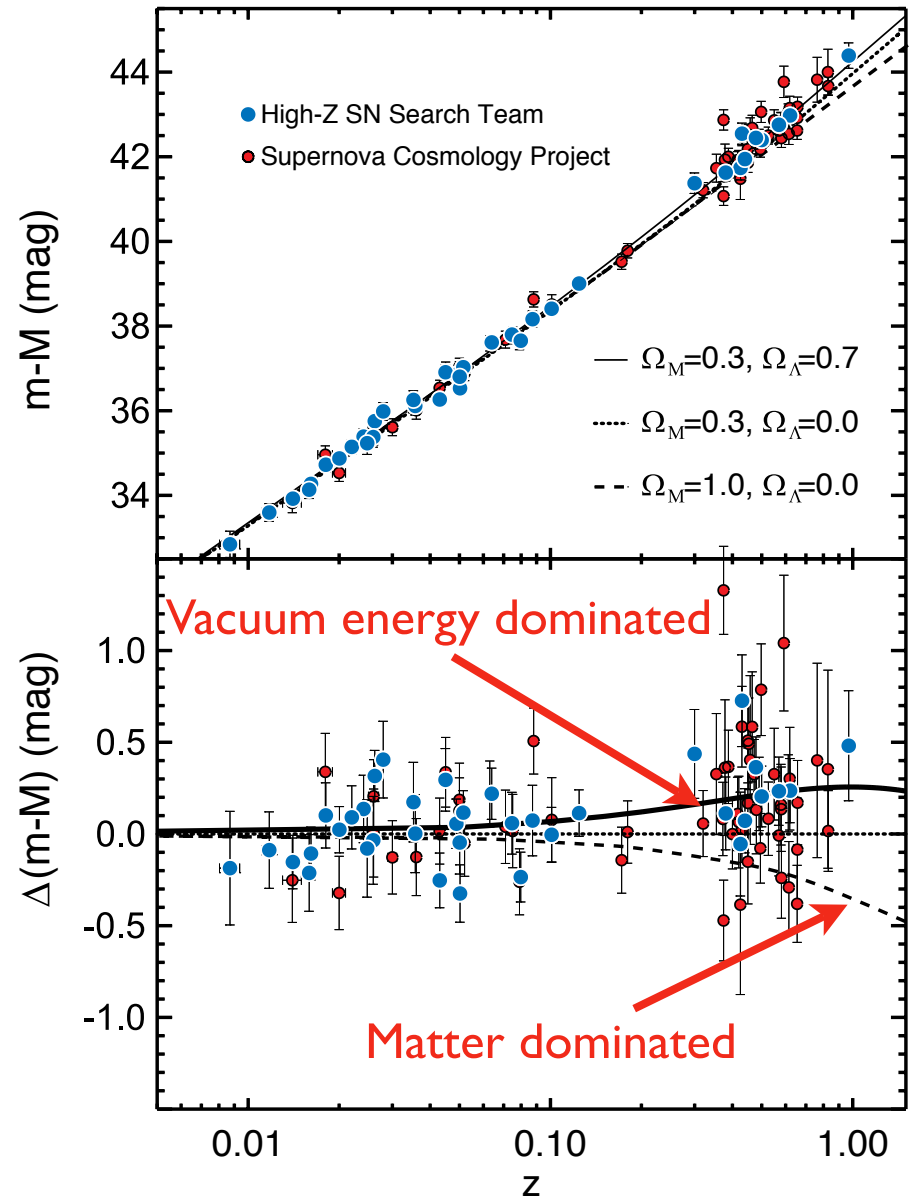 44
42
40
38
36
34
m-M (mag)
High-Z SN Search Team
Supernova Cosmology Project
Ω_M=0.3, Ω_Λ=0.7
Ω_M=0.3, Ω_Λ=0.0
Ω_M=1.0, Ω_Λ=0.0
Vacuum energy dominated
1.0
0.5
0.0
-0.5
-1.0
Δ(m-M) (mag)
Matter dominated
0.01
0.10
1.00
z